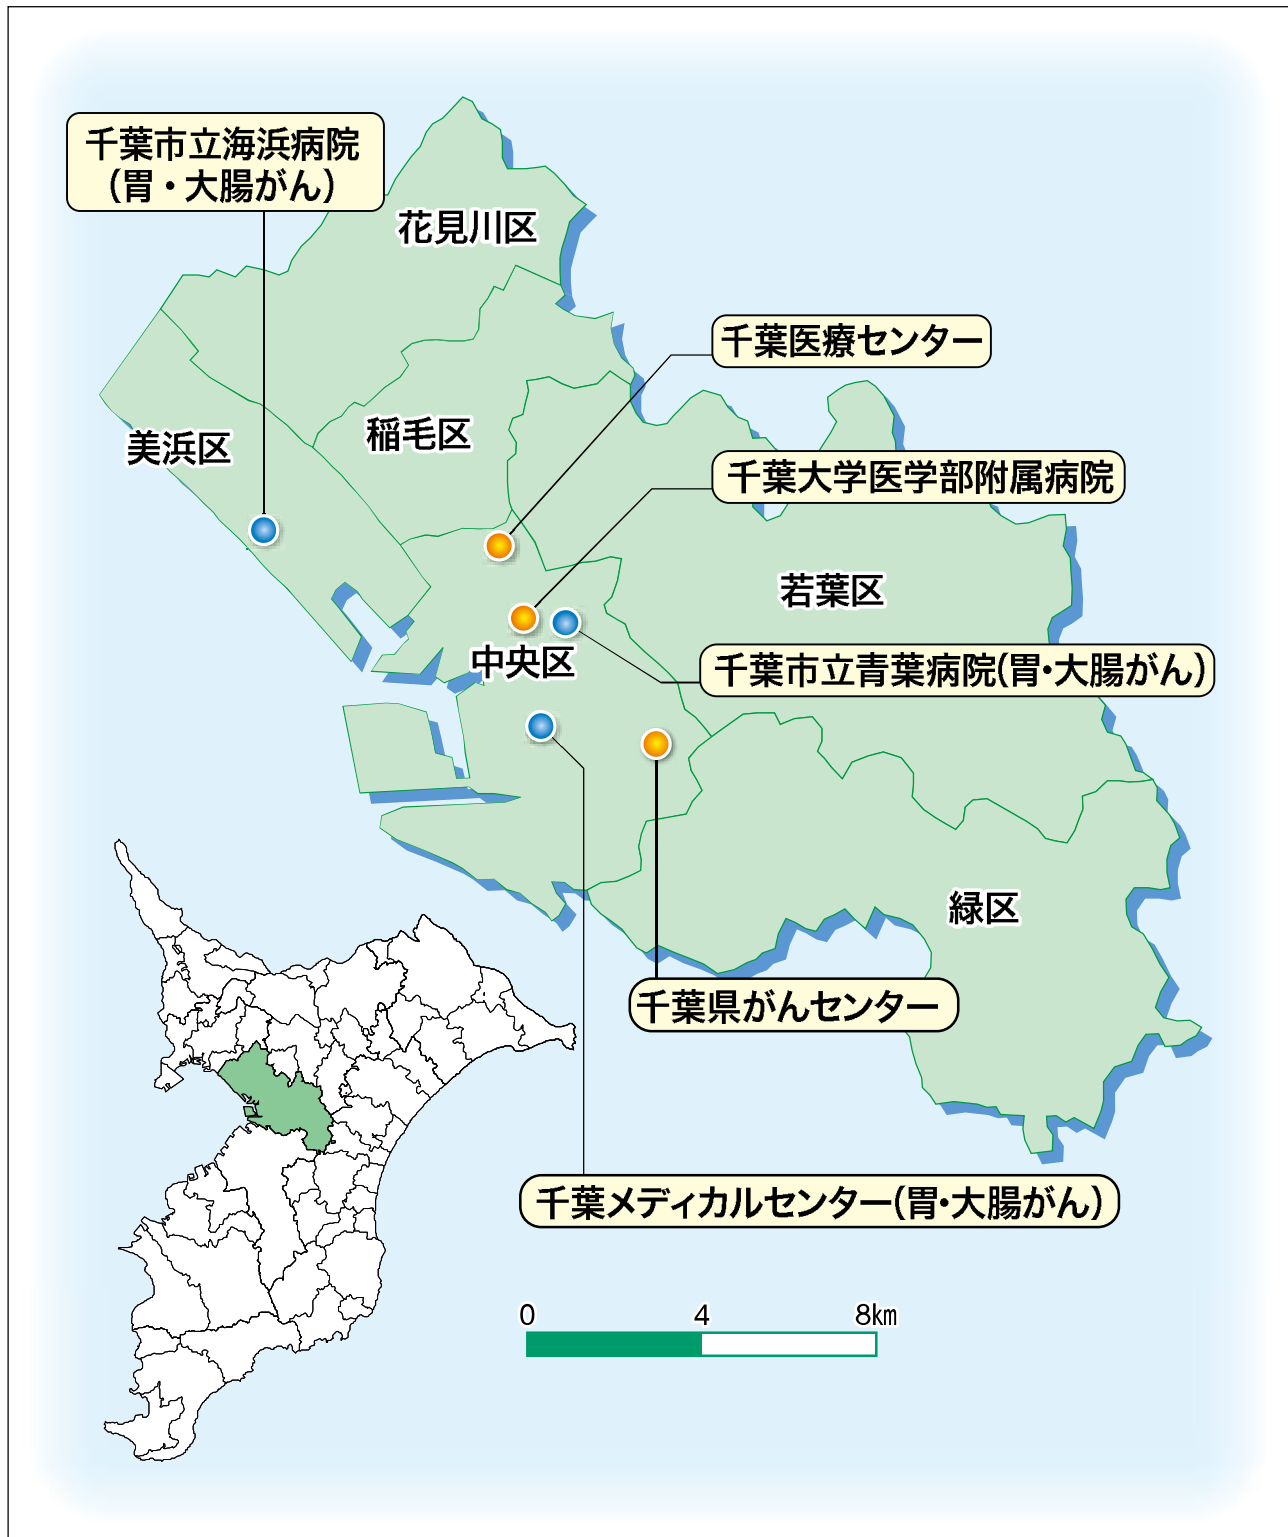 千葉市立海浜病院
（胃・大腸がん）
花見川区
千葉医療センター
稲毛区
美浜区
千葉大学医学部附属病院
若葉区
中央区
千葉市立青葉病院(胃・大腸がん)
緑区
千葉県がんセンター
千葉メディカルセンター(胃・大腸がん)
0 4 8㎞